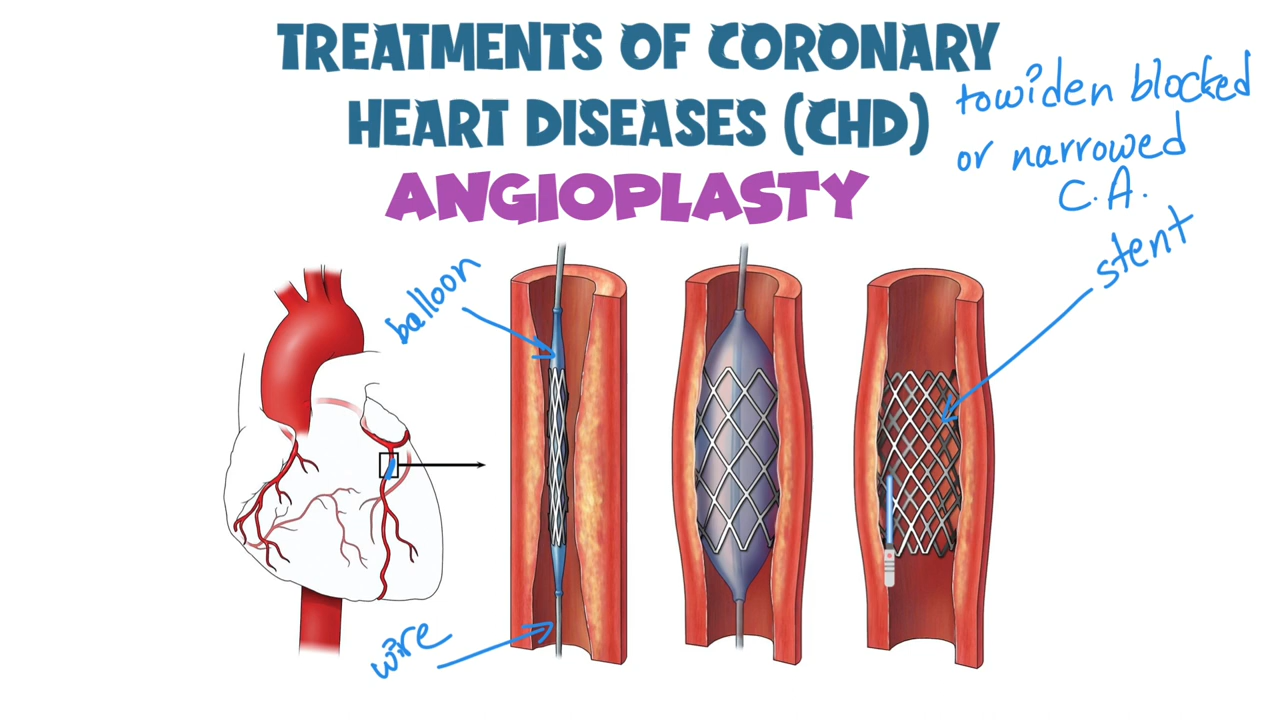 TREATMENTS OF CORONARY
HEART DISEASES (CHD)
ANGIOPLASTY
to widen blocked
or narrowed
C.A.
stent
balloon
wire